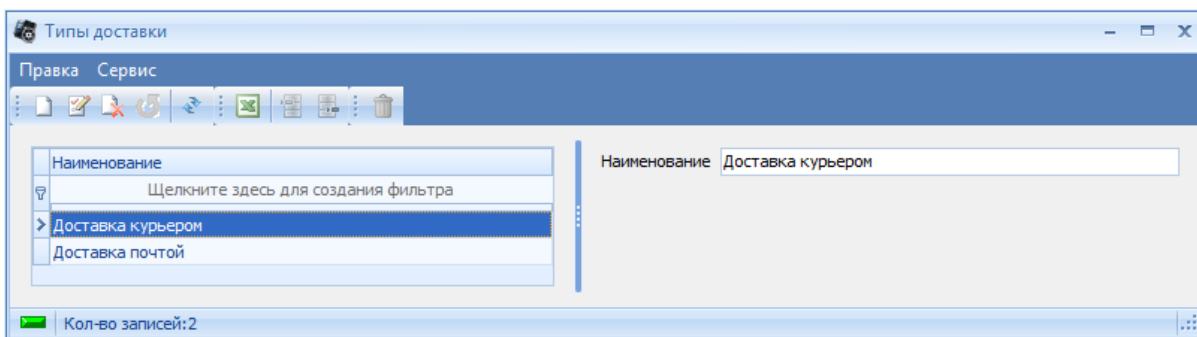 Типы доставки
Правка Сервис
Наименование
Щелкните здесь для создания фильтра
Доставка курьером
Доставка почтой
Наименование Доставка курьером
Кол-во записей:2